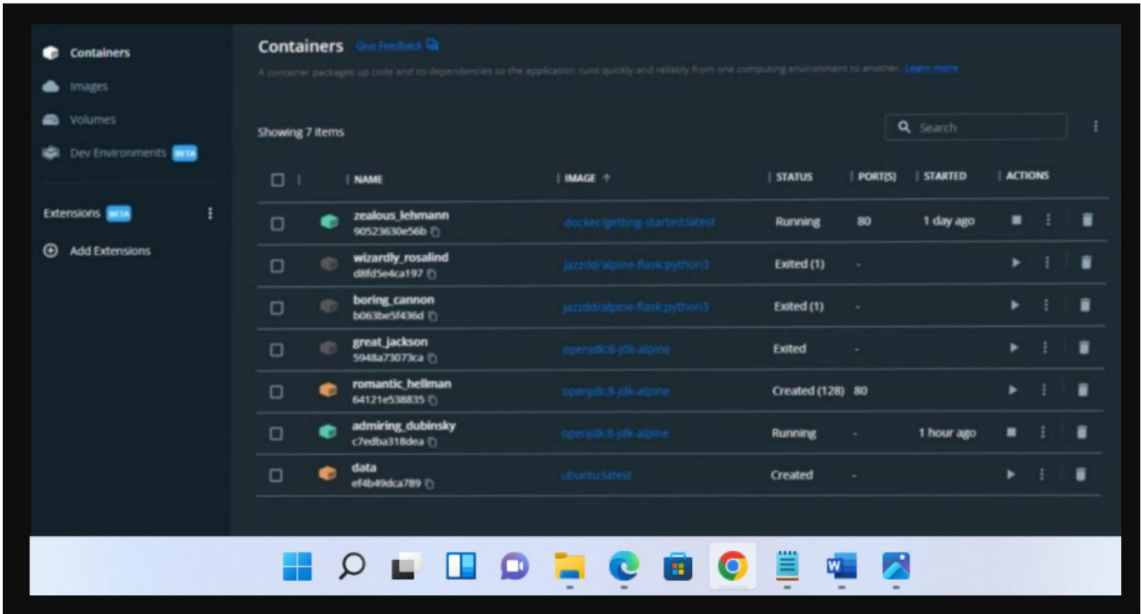 Containers
Images
Volumes
Dev Environments BETA
Extensions BETA
Add Extensions
Containers Give Feedback
A container packages up code and its dependencies so the application runs quickly and reliably from one computing environment to another. Learn more
Showing 7 items
Search
NAME IMAGE ↑ STATUS PORT(S) STARTED ACTIONS
zealous_lehmann docker/getting-started:latest Running 80 1 day ago
90523630e56b
wizardly_rosalind jazzdd/alpine-flask:python3 Exited (1) -
d8fd5e4ca197
boring_cannon jazzdd/alpine-flask:python3 Exited (1) -
b063be5f436d
great_jackson openjdk:8-jdk-alpine Exited -
5948a73073ca
romantic_hellman openjdk:8-jdk-alpine Created (128) 80
64121e538835
admiring_dubinsky openjdk:8-jdk-alpine Running - 1 hour ago
c7edba318dea
data ubuntu:latest Created -
ef4b49dca789
W